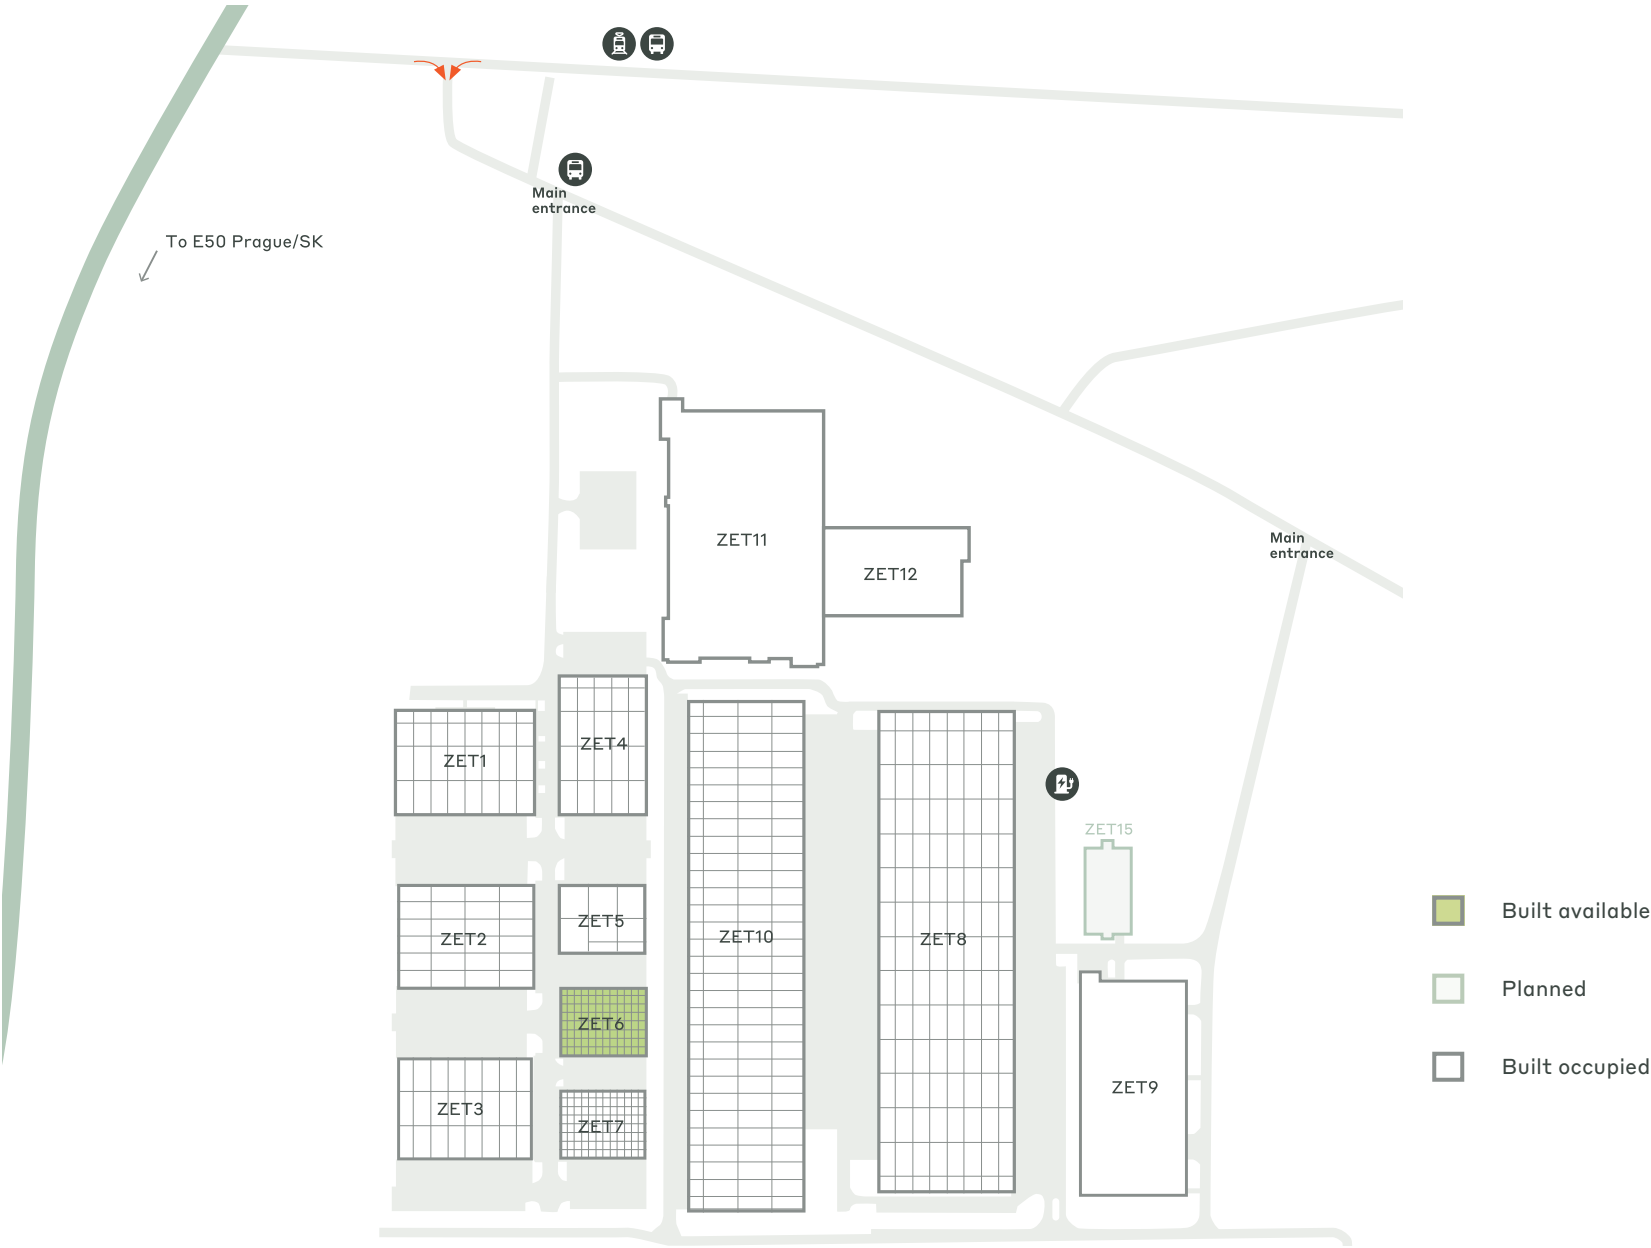 Main
entrance
To E50 Prague/SK
ZET11
Main
entrance
ZET12
ZET4
ZET1
ZET15
Built available
ZET5
ZET10
ZET2
ZET8
Planned
ZET6
Built occupied
ZET9
ZET3
ZET7